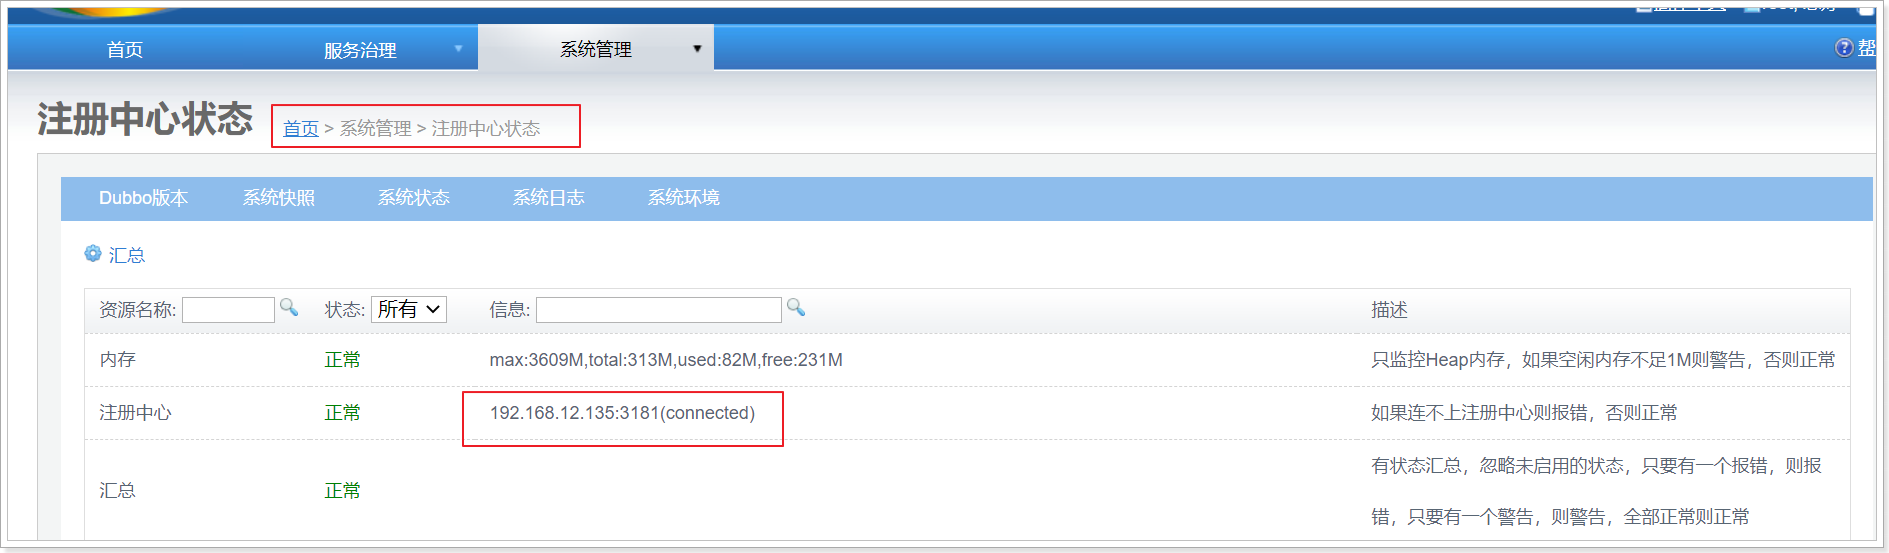 首页 服务治理 系统管理 帮
注册中心状态 首页 > 系统管理 > 注册中心状态
Dubbo版本 系统快照 系统状态 系统日志 系统环境
汇总
资源名称: 状态: 所有 信息: 描述
内存 正常 max:3609M,total:313M,used:82M,free:231M 只监控Heap内存，如果空闲内存不足1M则警告，否则正常
注册中心 正常 192.168.12.135:3181(connected) 如果连不上注册中心则报错，否则正常
汇总 正常 有状态汇总，忽略未启用的状态，只要有一个报错，则报
错，只要有一个警告，则警告，全部正常则正常